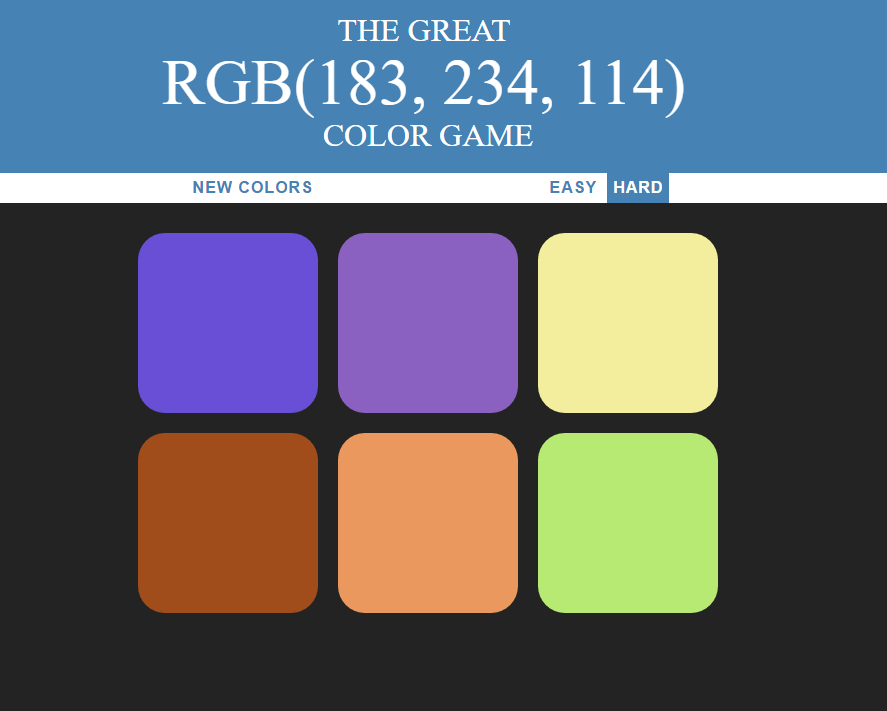 THE GREAT
RGB(183, 234, 114)
COLOR GAME
NEW COLORS EASY HARD